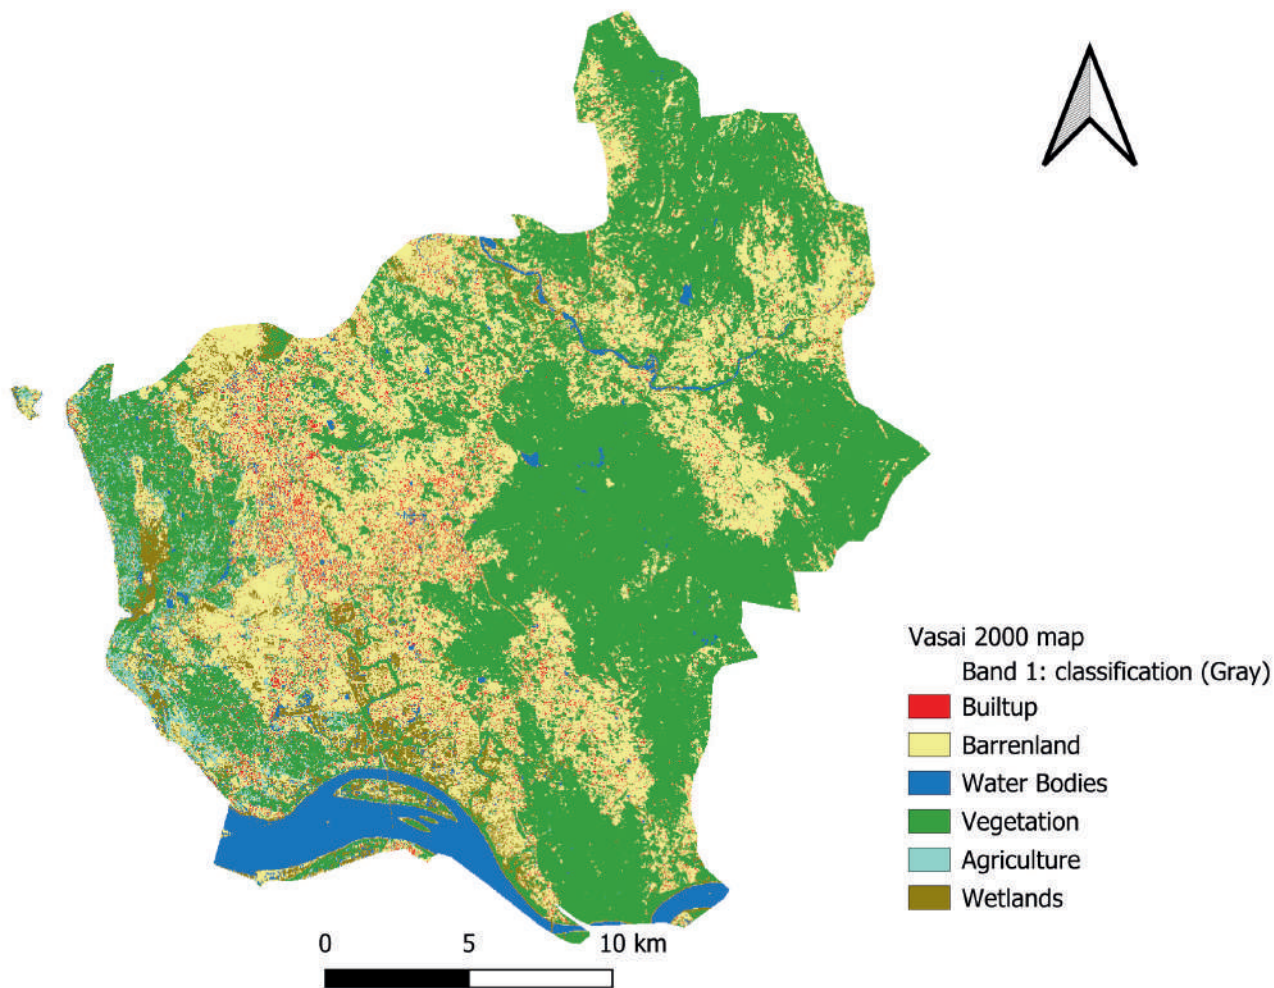 Vasai 2000 map
Band 1: classification (Gray)
Builtup
Barrenland
Water Bodies
Vegetation
Agriculture
Wetlands
0 5 10 km